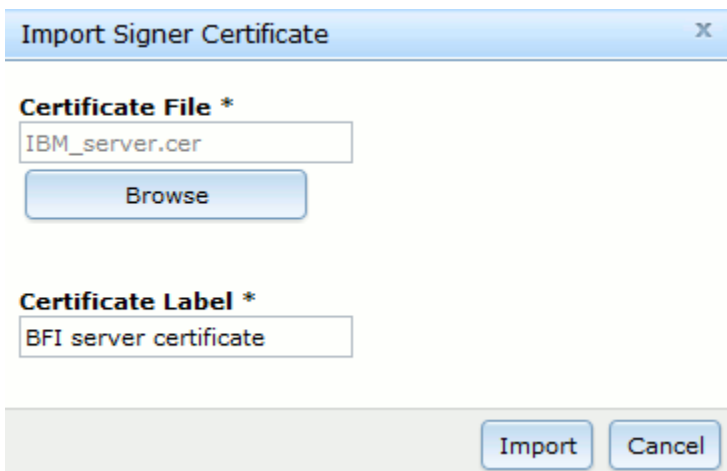 Import Signer Certificate x
Certificate File *
IBM_server.cer
Browse
Certificate Label *
BFI server certificate
Import Cancel